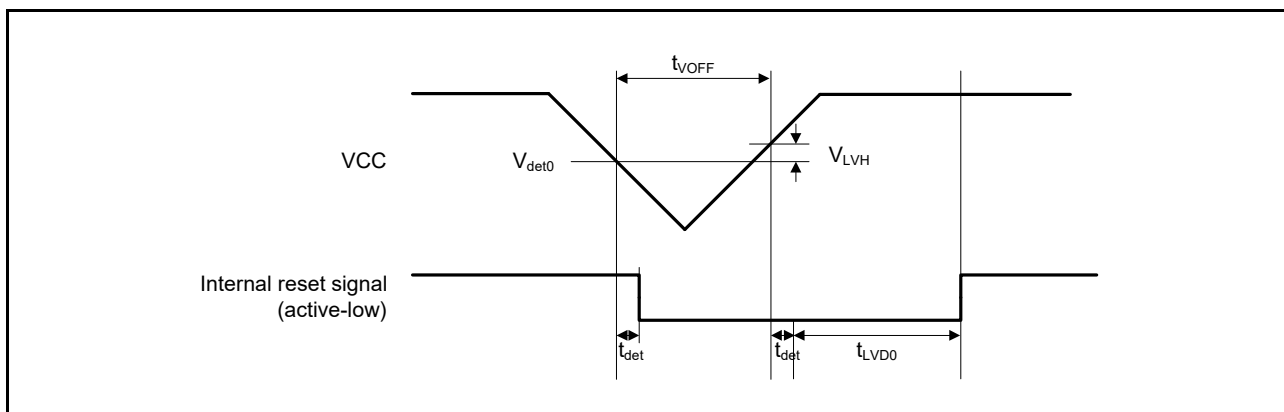 tVOFF
VCC
Vdet0
VLVH
Internal reset signal
(active-low)
tdet
tdet
tLVD0